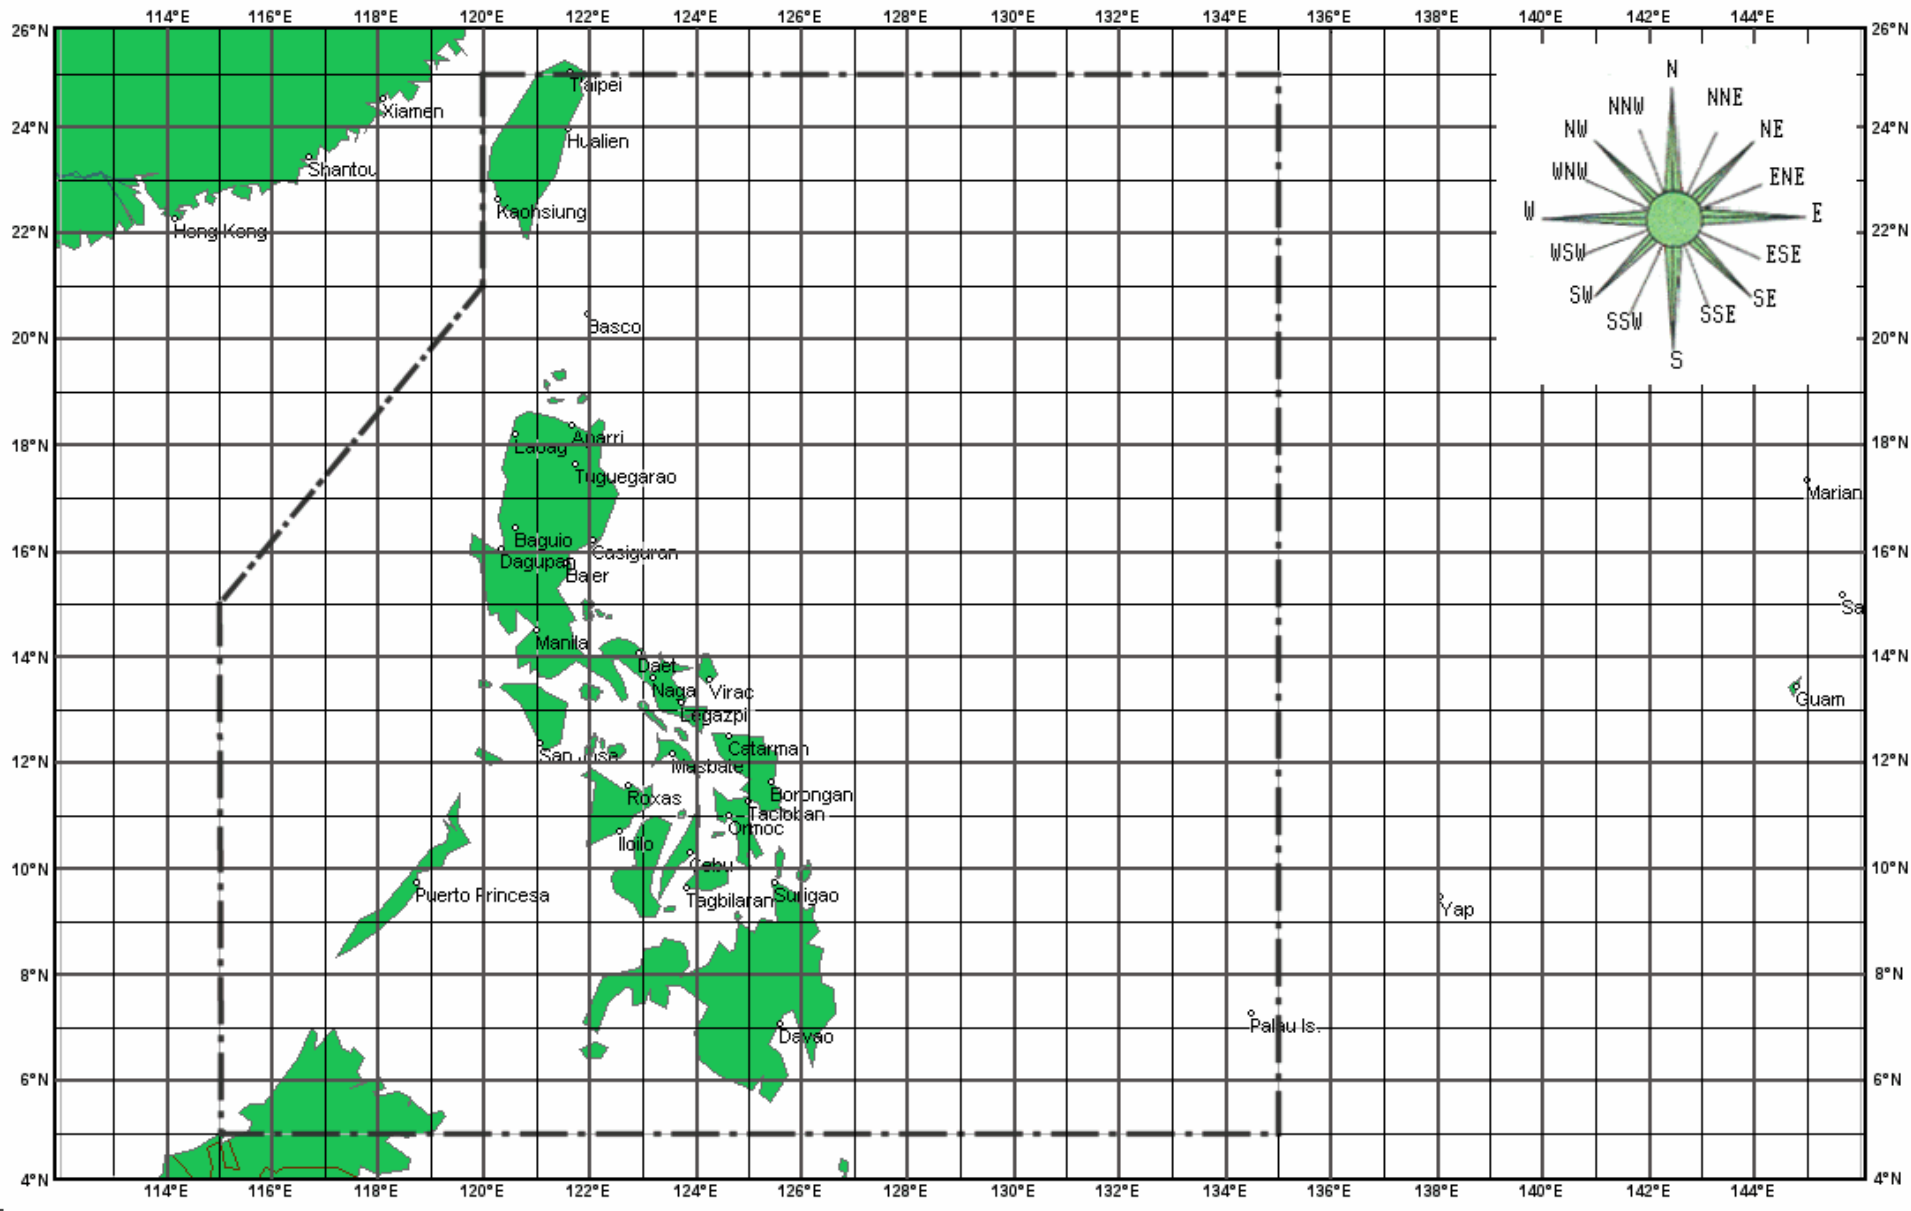 114°E 116°E 118°E 120°E 122°E 124°E 126°E 128°E 130°E 132°E 134°E 136°E 138°E 140°E 142°E 144°E
26°N 26°N
N
Taipei
NNW NNE
Xiamen
24°N 24°N
NW NE
Hualien
Shantou
WNW ENE
Kaohsiung
W E
Hong Kong
22°N 22°N
WSW ESE
SW SE
SSW SSE
Basco
20°N 20°N
S
Aparri
18°N 18°N
Laoag
Tuguegarao
Marian
Baguio
16°N Casiguran 16°N
Dagupan
Baler
Sa
Manila
14°N 14°N
Daet
Naga Virac
Guam
Legazpi
Catarman
San Jose
12°N 12°N
Masbate
Roxas Borongan
Tacloban
Ormoc
Iloilo
Cebu
10°N 10°N
Puerto Princesa Tagbilaran Surigao
Yap
8°N 8°N
Palau Is.
Davao
6°N 6°N
4°N 4°N
114°E 116°E 118°E 120°E 122°E 124°E 126°E 128°E 130°E 132°E 134°E 136°E 138°E 140°E 142°E 144°E